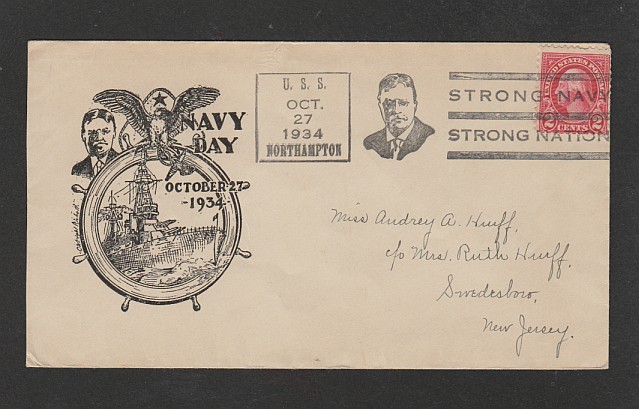 NAVY
DAY
OCTOBER 27
-1934-
U. S. S.
OCT.
27
1934
NORTHAMPTON
STRONG NAVY
STRONG NATION
UNITED STATES POSTAGE
2 CENTS 2
Miss Audrey A. Huff.
c/o Mrs. Ruth Huff.
Swedesboro,
New Jersey.